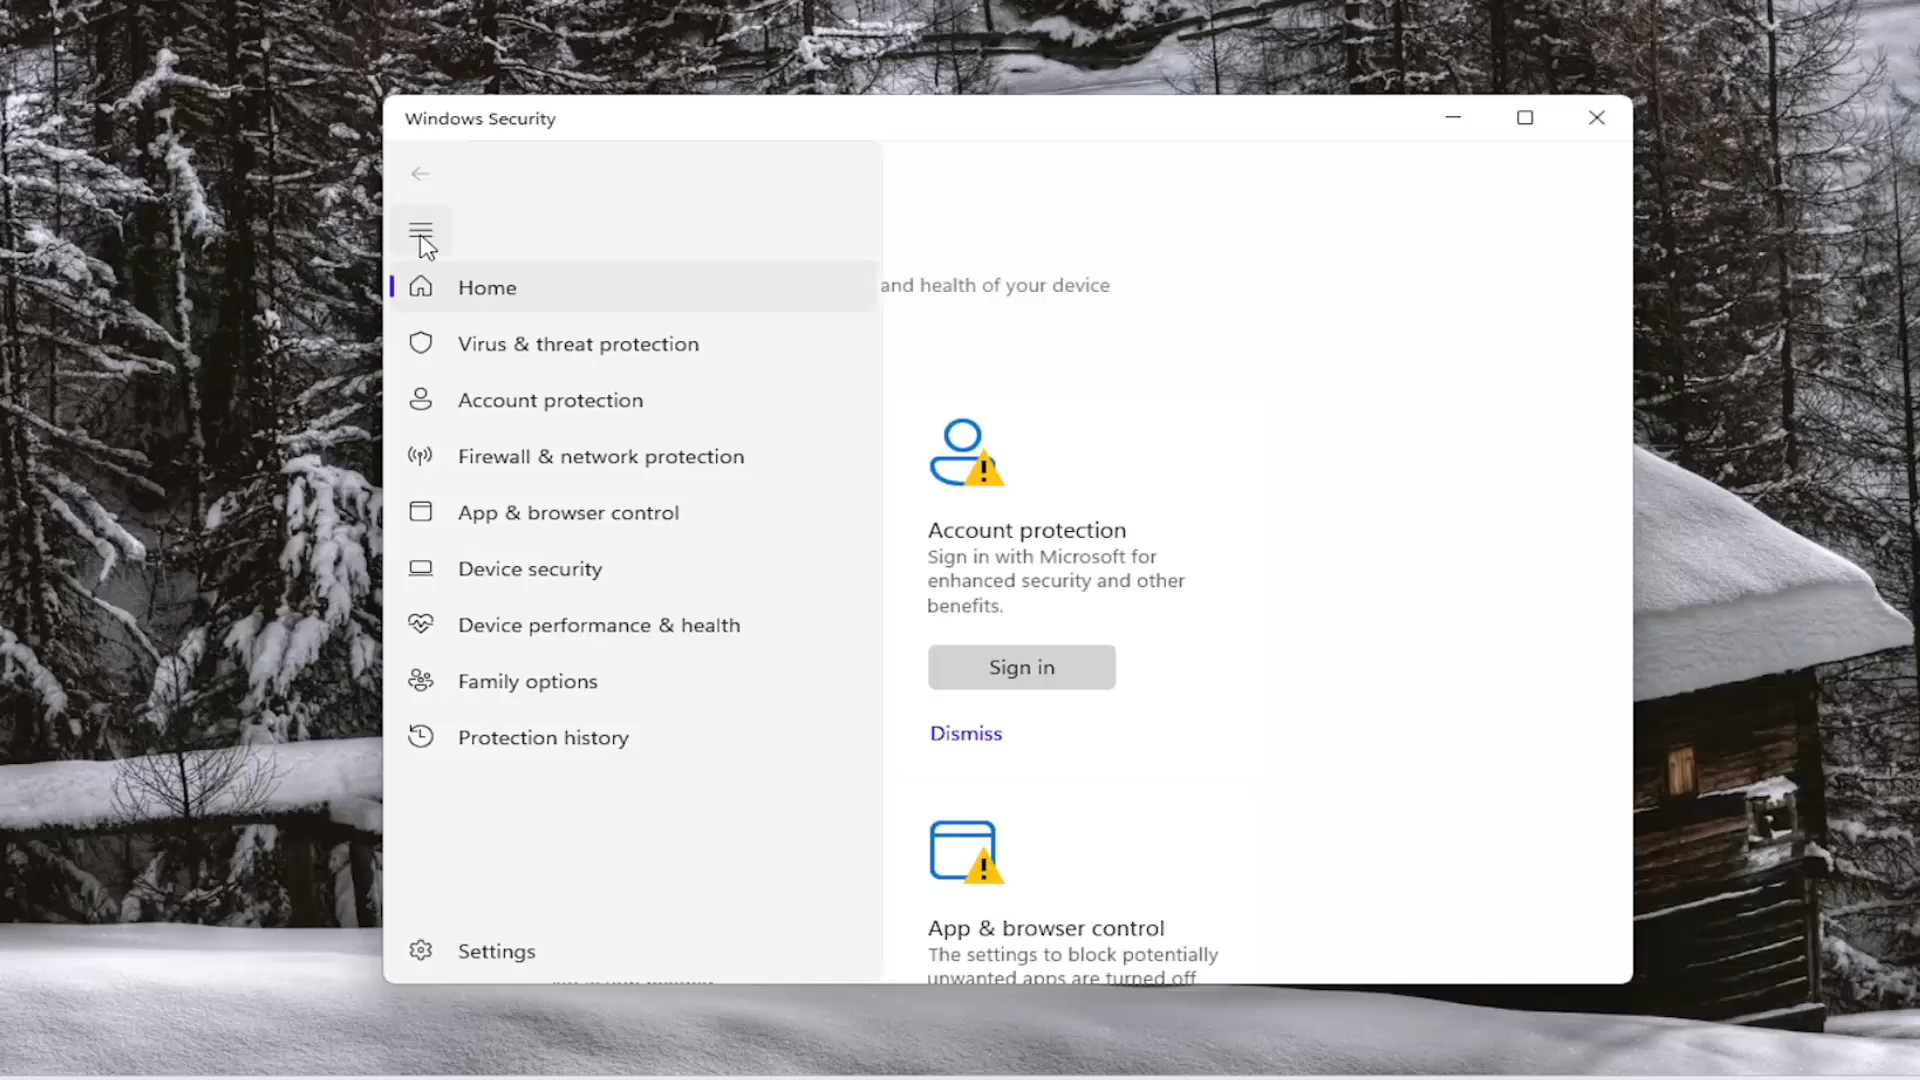 Windows Security
Home
and health of your device
Virus & threat protection
Account protection
Firewall & network protection
App & browser control
Device security
Device performance & health
Family options
Protection history
Settings
Account protection
Sign in with Microsoft for
enhanced security and other
benefits.
Sign in
Dismiss
App & browser control
The settings to block potentially
unwanted apps are turned off